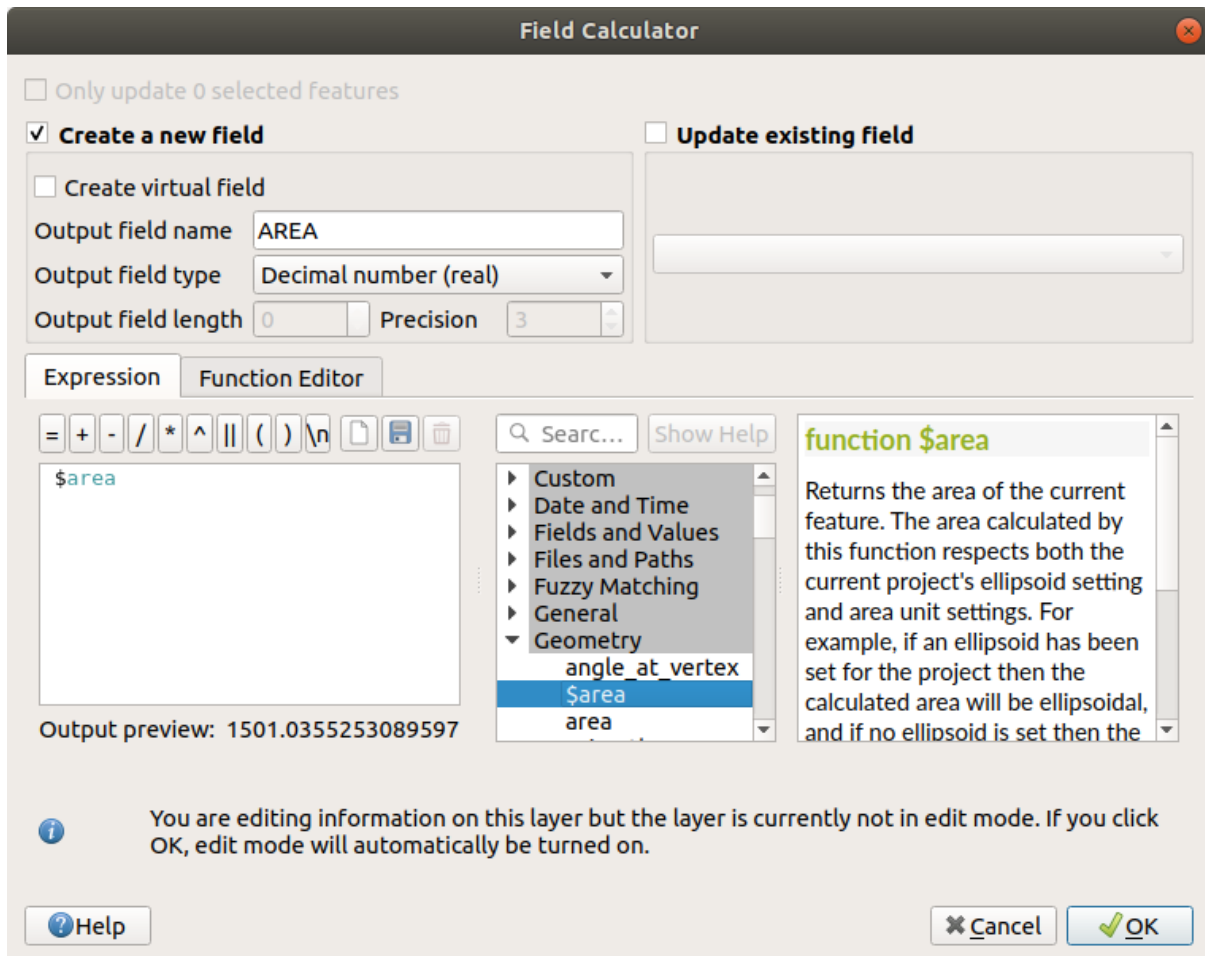 Field Calculator
Only update 0 selected features
Create a new field
Update existing field
Create virtual field
Output field name AREA
Output field type Decimal number (real)
Output field length 0 Precision 3
Expression Function Editor
= + - / * ^ || ( ) \n
Searc... Show Help
$area
Output preview: 1501.0355253089597
Custom
Date and Time
Fields and Values
Files and Paths
Fuzzy Matching
General
Geometry
angle_at_vertex
$area
area
function $area
Returns the area of the current
feature. The area calculated by
this function respects both the
current project's ellipsoid setting
and area unit settings. For
example, if an ellipsoid has been
set for the project then the
calculated area will be ellipsoidal,
and if no ellipsoid is set then the
You are editing information on this layer but the layer is currently not in edit mode. If you click
OK, edit mode will automatically be turned on.
Help
Cancel
OK